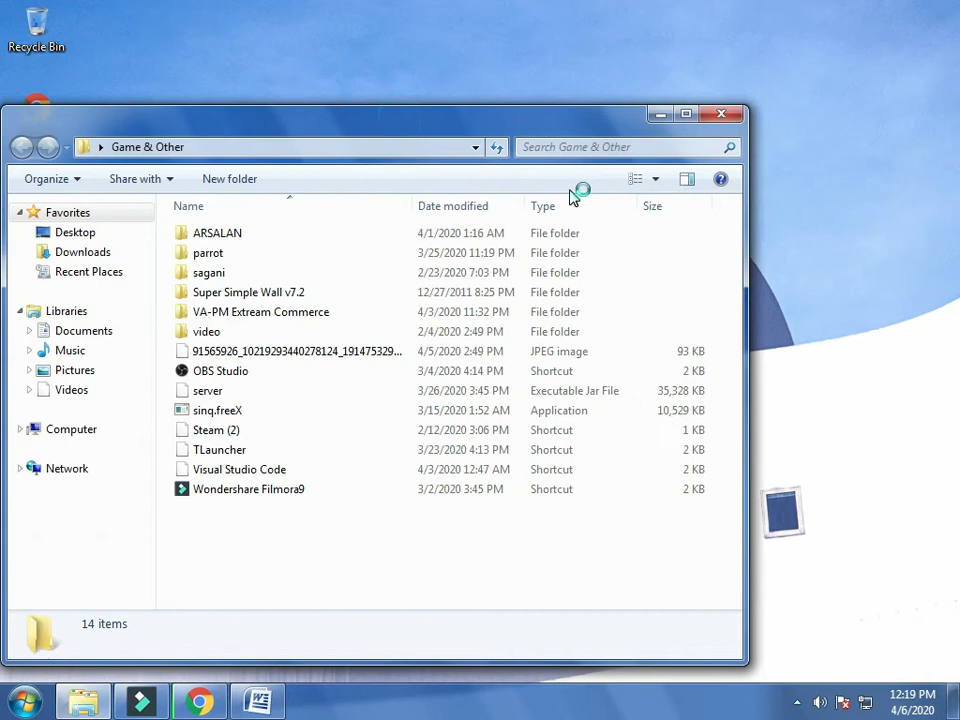 Recycle Bin
Game & Other
Search Game & Other
Organize Share with New folder
Name Date modified Type Size
Favorites
Desktop
Downloads
Recent Places
Libraries
Documents
Music
Pictures
Videos
Computer
Network
ARSALAN 4/1/2020 1:16 AM File folder
parrot 3/25/2020 11:19 PM File folder
sagani 2/23/2020 7:03 PM File folder
Super Simple Wall v7.2 12/27/2011 8:25 PM File folder
VA-PM Extream Commerce 4/3/2020 11:32 PM File folder
video 2/4/2020 2:49 PM File folder
91565926_10219293440278124_191475329... 4/5/2020 2:49 PM JPEG image 93 KB
OBS Studio 3/4/2020 4:14 PM Shortcut 2 KB
server 3/26/2020 3:45 PM Executable Jar File 35,328 KB
sinq.freeX 3/15/2020 1:52 AM Application 10,529 KB
Steam (2) 2/12/2020 3:06 PM Shortcut 1 KB
TLauncher 3/23/2020 4:13 PM Shortcut 2 KB
Visual Studio Code 4/3/2020 12:47 AM Shortcut 2 KB
Wondershare Filmora9 3/2/2020 3:45 PM Shortcut 2 KB
14 items
12:19 PM
4/6/2020